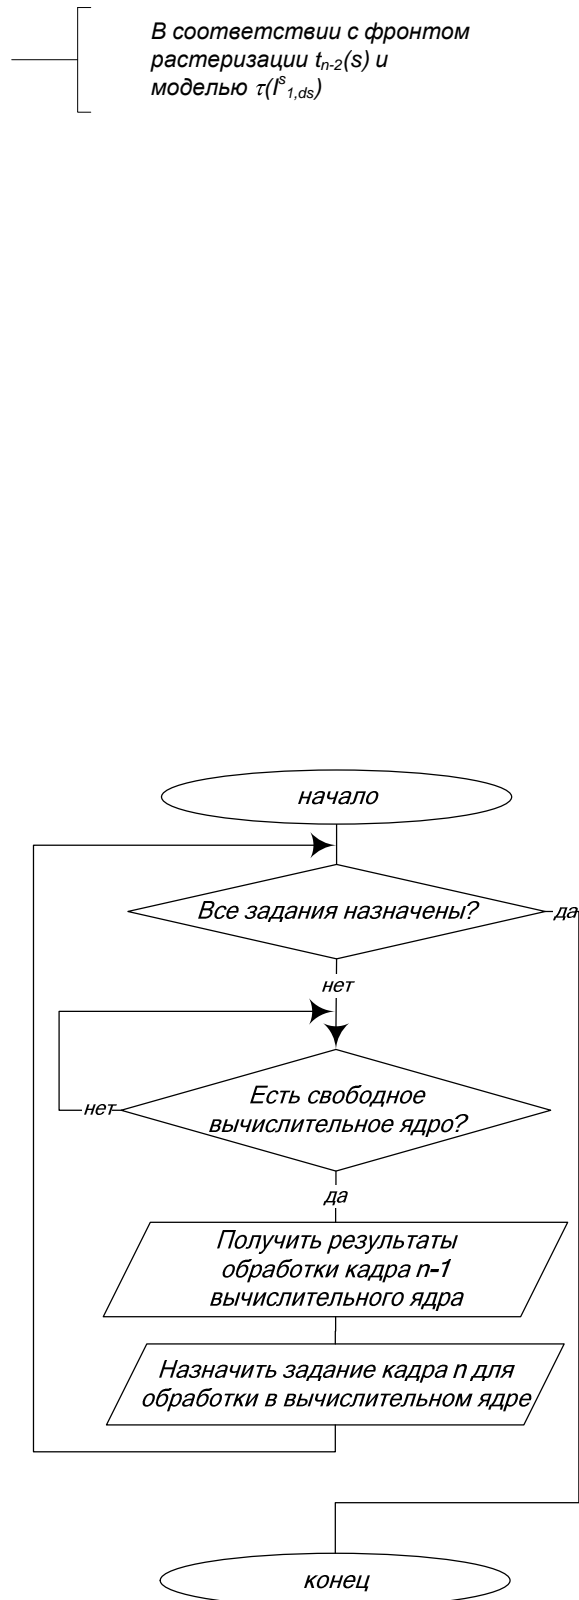 В соответствии с фронтом
растеризации tₙ₋₂(s) и
моделью τ(Iˢ₁,ds)
начало
Все задания назначены?
да
нет
Есть свободное
вычислительное ядро?
нет
да
Получить результаты
обработки кадра n-1
вычислительного ядра
Назначить задание кадра n для
обработки в вычислительном ядре
конец